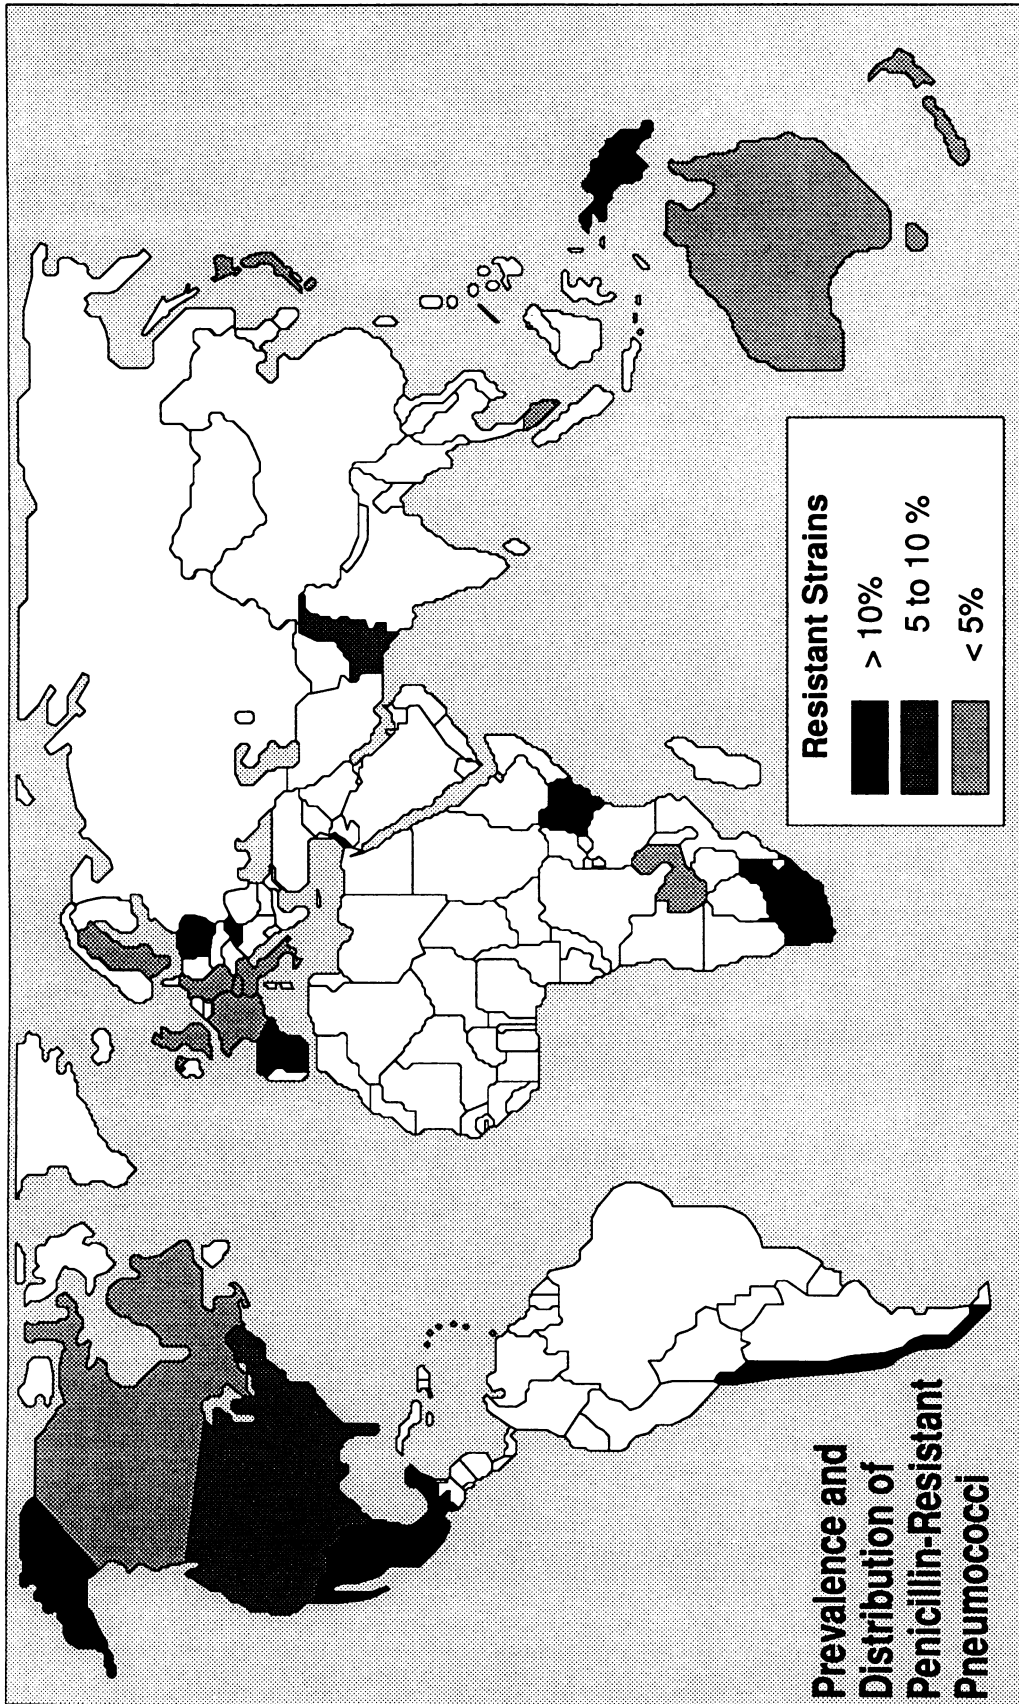 Prevalence and
Distribution of
Penicillin-Resistant
Pneumococci
Resistant Strains
> 10%
5 to 10 %
< 5%